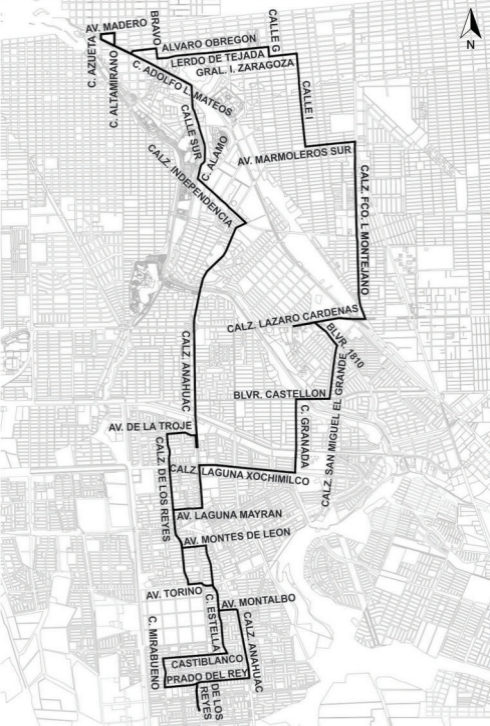 AV. MADERO
BRAVO
CALLE G
N
C. AZUETA
C. ALTAMIRANO
ALVARO OBREGON
LERDO DE TEJADA
GRAL. I. ZARAGOZA
C. ADOLFO L. MATEOS
CALLE I
CALLE SUR
C. ALAMO
CALZ. INDEPENDENCIA
AV. MARMOLEROS SUR
CALZ. FCO. L MONTEJANO
CALZ. LAZARO CARDENAS
BLVR. 1810
CALZ. ANAHUAC
BLVR. CASTELLON
C. GRANADA
CALZ. SAN MIGUEL EL GRANDE
AV. DE LA TROJE
CALZ. DE LOS REYES
CALZ. LAGUNA XOCHIMILCO
AV. LAGUNA MAYRAN
AV. MONTES DE LEON
AV. TORINO
C. ESTELLA
AV. MONTALBO
C. MIRABUENO
CALZ. ANAHUAC
CASTIBLANCO
PRADO DEL REY
DE LOS
REYES